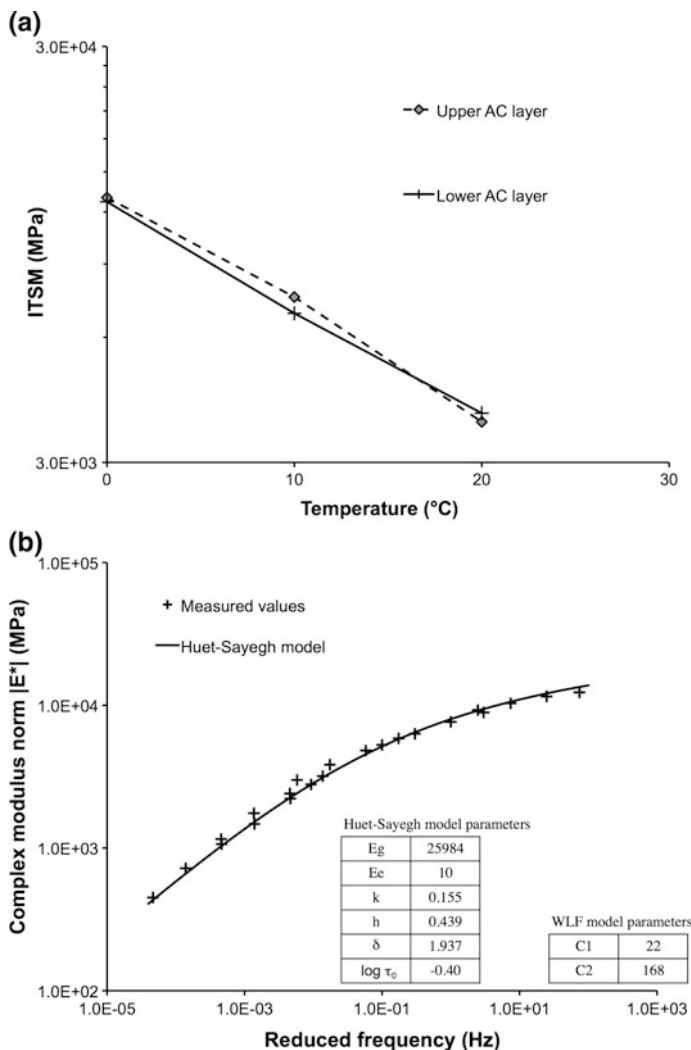 (a)
3.0E+04
Upper AC layer
Lower AC layer
ITSM (MPa)
3.0E+03
0
10
20
30
Temperature (°C)
(b)
1.0E+05
Measured values
Huet-Sayegh model
Complex modulus norm |E*| (MPa)
1.0E+04
1.0E+03
1.0E+02
Huet-Sayegh model parameters
Eg 25984
Ee 10
k 0.155
h 0.439
δ 1.937
log τ₀ -0.40
WLF model parameters
C1 22
C2 168
1.0E-05
1.0E-03
1.0E-01
1.0E+01
1.0E+03
Reduced frequency (Hz)